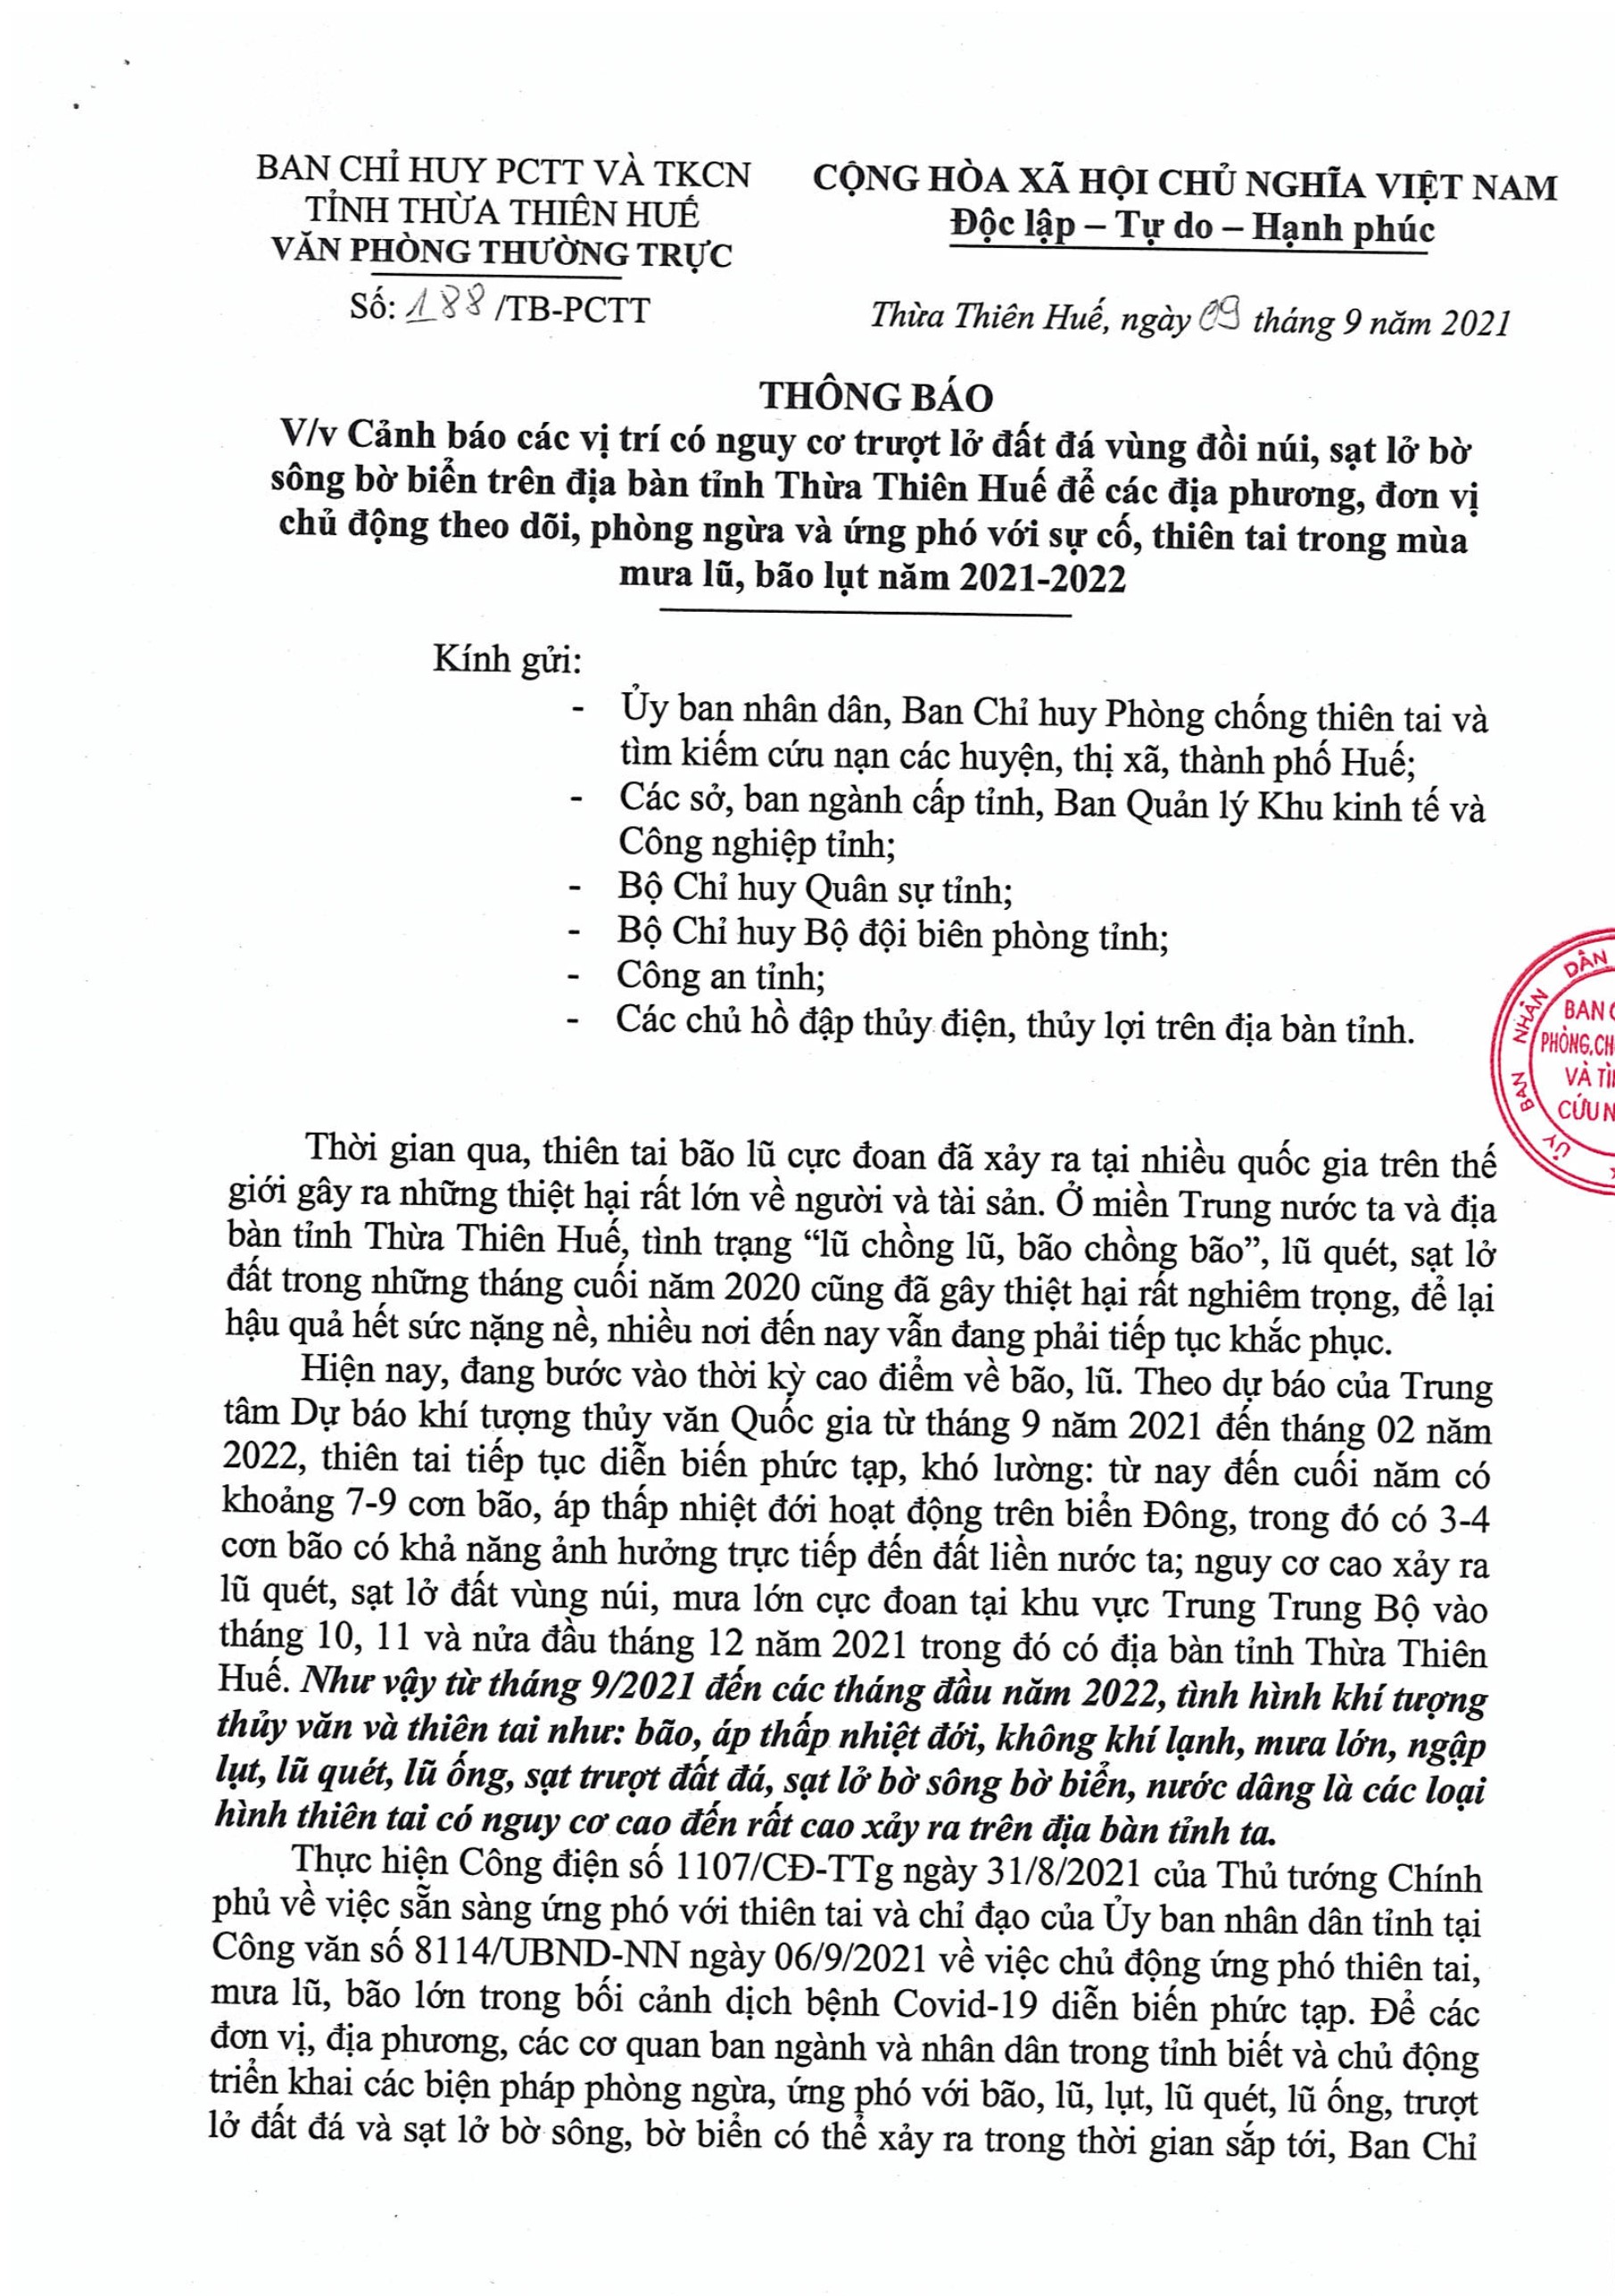 BAN CHỈ HUY PCTT VÀ TKCN
TỈNH THỪA THIÊN HUẾ
VĂN PHÒNG THƯỜNG TRỰC
Số: 188 /TB-PCTT
CỘNG HÒA XÃ HỘI CHỦ NGHĨA VIỆT NAM
Độc lập – Tự do – Hạnh phúc
Thừa Thiên Huế, ngày 09 tháng 9 năm 2021
THÔNG BÁO
V/v Cảnh báo các vị trí có nguy cơ trượt lở đất đá vùng đồi núi, sạt lở bờ
sông bờ biển trên địa bàn tỉnh Thừa Thiên Huế để các địa phương, đơn vị
chủ động theo dõi, phòng ngừa và ứng phó với sự cố, thiên tai trong mùa
mưa lũ, bão lụt năm 2021-2022
Kính gửi:
- Ủy ban nhân dân, Ban Chỉ huy Phòng chống thiên tai và
tìm kiếm cứu nạn các huyện, thị xã, thành phố Huế;
- Các sở, ban ngành cấp tỉnh, Ban Quản lý Khu kinh tế và
Công nghiệp tỉnh;
- Bộ Chỉ huy Quân sự tỉnh;
- Bộ Chỉ huy Bộ đội biên phòng tỉnh;
- Công an tỉnh;
- Các chủ hồ đập thủy điện, thủy lợi trên địa bàn tỉnh.
ỦY BAN NHÂN DÂN
BAN
PHÒNG, CH
VÀ TÌ
CỨU N
Thời gian qua, thiên tai bão lũ cực đoan đã xảy ra tại nhiều quốc gia trên thế
giới gây ra những thiệt hại rất lớn về người và tài sản. Ở miền Trung nước ta và địa
bàn tỉnh Thừa Thiên Huế, tình trạng “lũ chồng lũ, bão chồng bão”, lũ quét, sạt lở
đất trong những tháng cuối năm 2020 cũng đã gây thiệt hại rất nghiêm trọng, để lại
hậu quả hết sức nặng nề, nhiều nơi đến nay vẫn đang phải tiếp tục khắc phục.
Hiện nay, đang bước vào thời kỳ cao điểm về bão, lũ. Theo dự báo của Trung
tâm Dự báo khí tượng thủy văn Quốc gia từ tháng 9 năm 2021 đến tháng 02 năm
2022, thiên tai tiếp tục diễn biến phức tạp, khó lường: từ nay đến cuối năm có
khoảng 7-9 cơn bão, áp thấp nhiệt đới hoạt động trên biển Đông, trong đó có 3-4
cơn bão có khả năng ảnh hưởng trực tiếp đến đất liền nước ta; nguy cơ cao xảy ra
lũ quét, sạt lở đất vùng núi, mưa lớn cực đoan tại khu vực Trung Trung Bộ vào
tháng 10, 11 và nửa đầu tháng 12 năm 2021 trong đó có địa bàn tỉnh Thừa Thiên
Huế. Như vậy từ tháng 9/2021 đến các tháng đầu năm 2022, tình hình khí tượng
thủy văn và thiên tai như: bão, áp thấp nhiệt đới, không khí lạnh, mưa lớn, ngập
lụt, lũ quét, lũ ống, sạt trượt đất đá, sạt lở bờ sông bờ biển, nước dâng là các loại
hình thiên tai có nguy cơ cao đến rất cao xảy ra trên địa bàn tỉnh ta.
Thực hiện Công điện số 1107/CĐ-TTg ngày 31/8/2021 của Thủ tướng Chính
phủ về việc sẵn sàng ứng phó với thiên tai và chỉ đạo của Ủy ban nhân dân tỉnh tại
Công văn số 8114/UBND-NN ngày 06/9/2021 về việc chủ động ứng phó thiên tai,
mưa lũ, bão lớn trong bối cảnh dịch bệnh Covid-19 diễn biến phức tạp. Để các
đơn vị, địa phương, các cơ quan ban ngành và nhân dân trong tỉnh biết và chủ động
triển khai các biện pháp phòng ngừa, ứng phó với bão, lũ, lụt, lũ quét, lũ ống, trượt
lở đất đá và sạt lở bờ sông, bờ biển có thể xảy ra trong thời gian sắp tới, Ban Chỉ